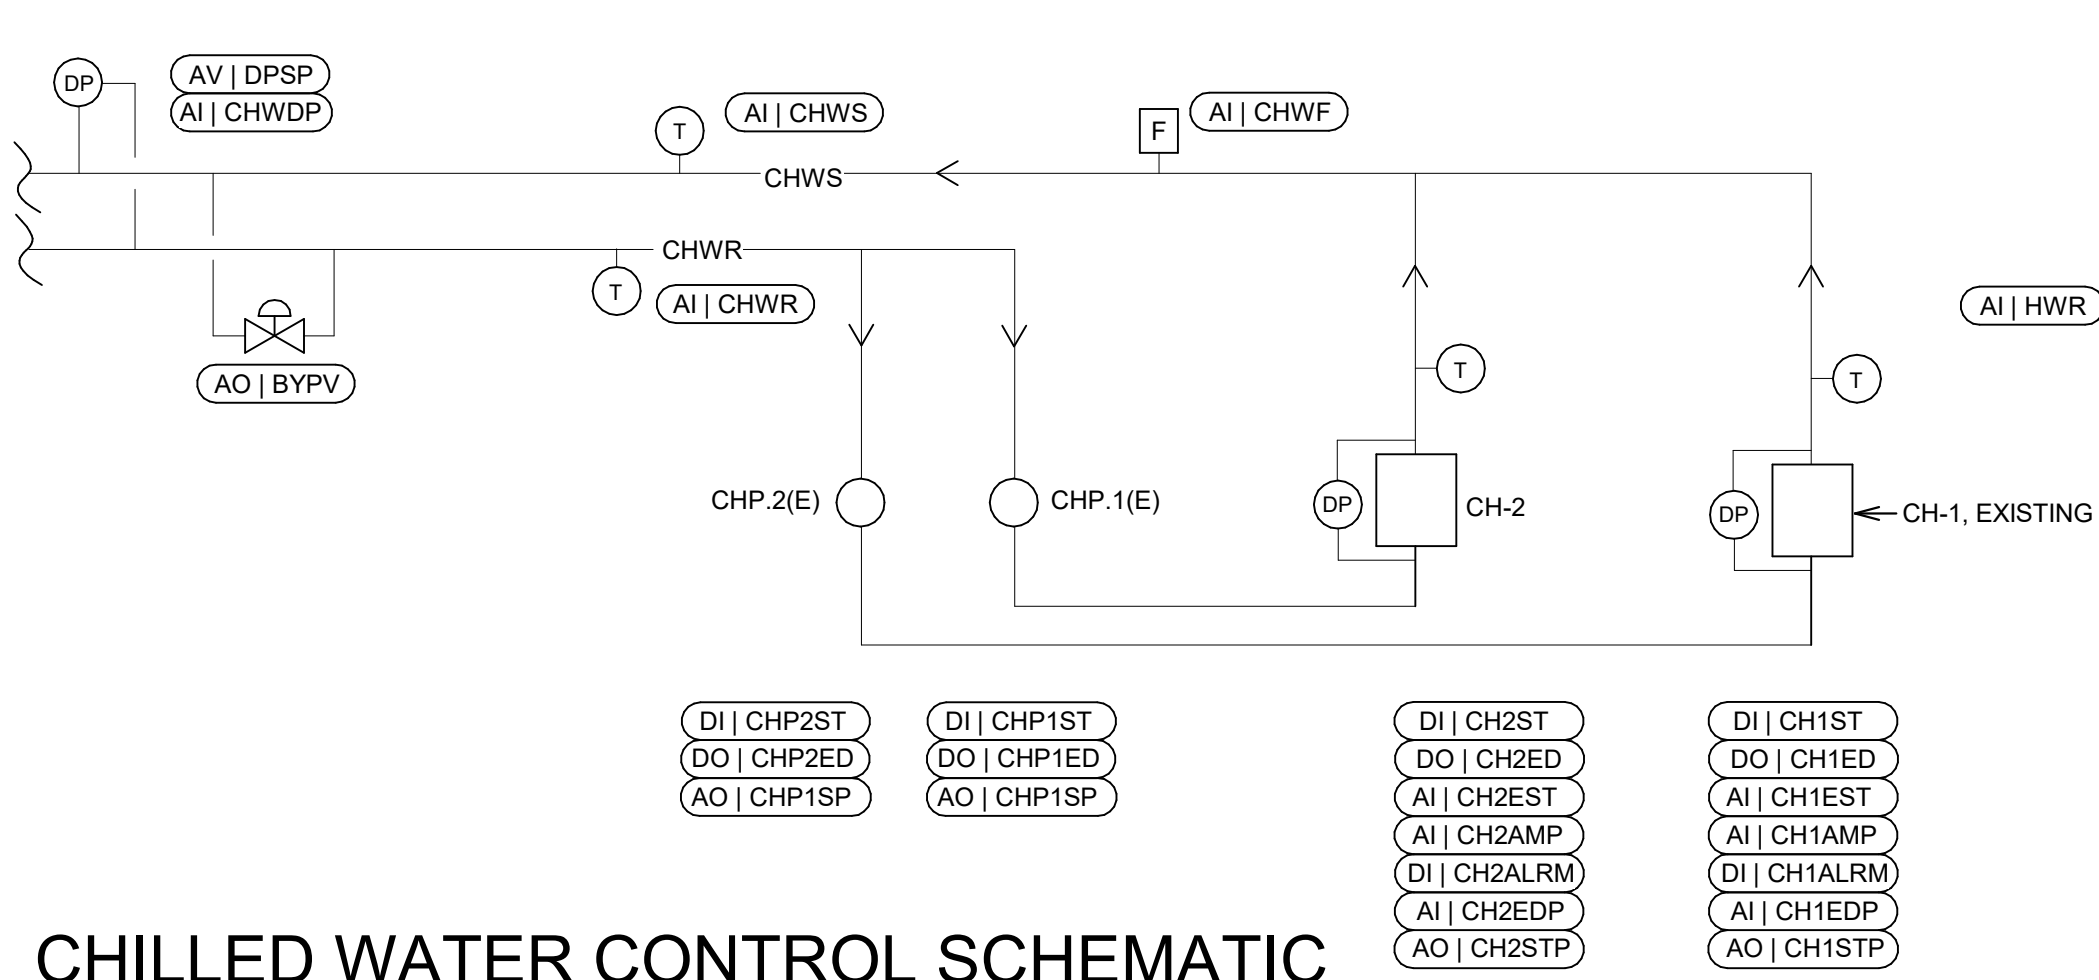 DP
AV | DPSP
AI | CHWDP
T
AI | CHWS
F
AI | CHWF
CHWS
CHWR
T
AI | CHWR
AI | HWR
AO | BYPV
T
T
CHP.2(E)
CHP.1(E)
DP
CH-2
DP
CH-1, EXISTING
DI | CHP2ST
DO | CHP2ED
AO | CHP1SP
DI | CHP1ST
DO | CHP1ED
AO | CHP1SP
DI | CH2ST
DO | CH2ED
AI | CH2EST
AI | CH2AMP
DI | CH2ALRM
AI | CH2EDP
AO | CH2STP
DI | CH1ST
DO | CH1ED
AI | CH1EST
AI | CH1AMP
DI | CH1ALRM
AI | CH1EDP
AO | CH1STP
CHILLED WATER CONTROL SCHEMATIC